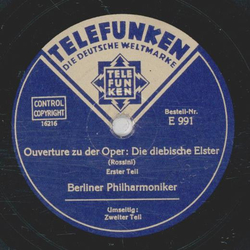 TELEFUNKEN
DIE DEUTSCHE WELTMARKE
TELE
FUN
KEN
CONTROL
COPYRIGHT
16216
Bestell-Nr.
E 991
Ouverture zu der Oper: Die diebische Elster
(Rossini)
Erster Teil
Berliner Philharmoniker
Umseitig:
Zweiter Teil